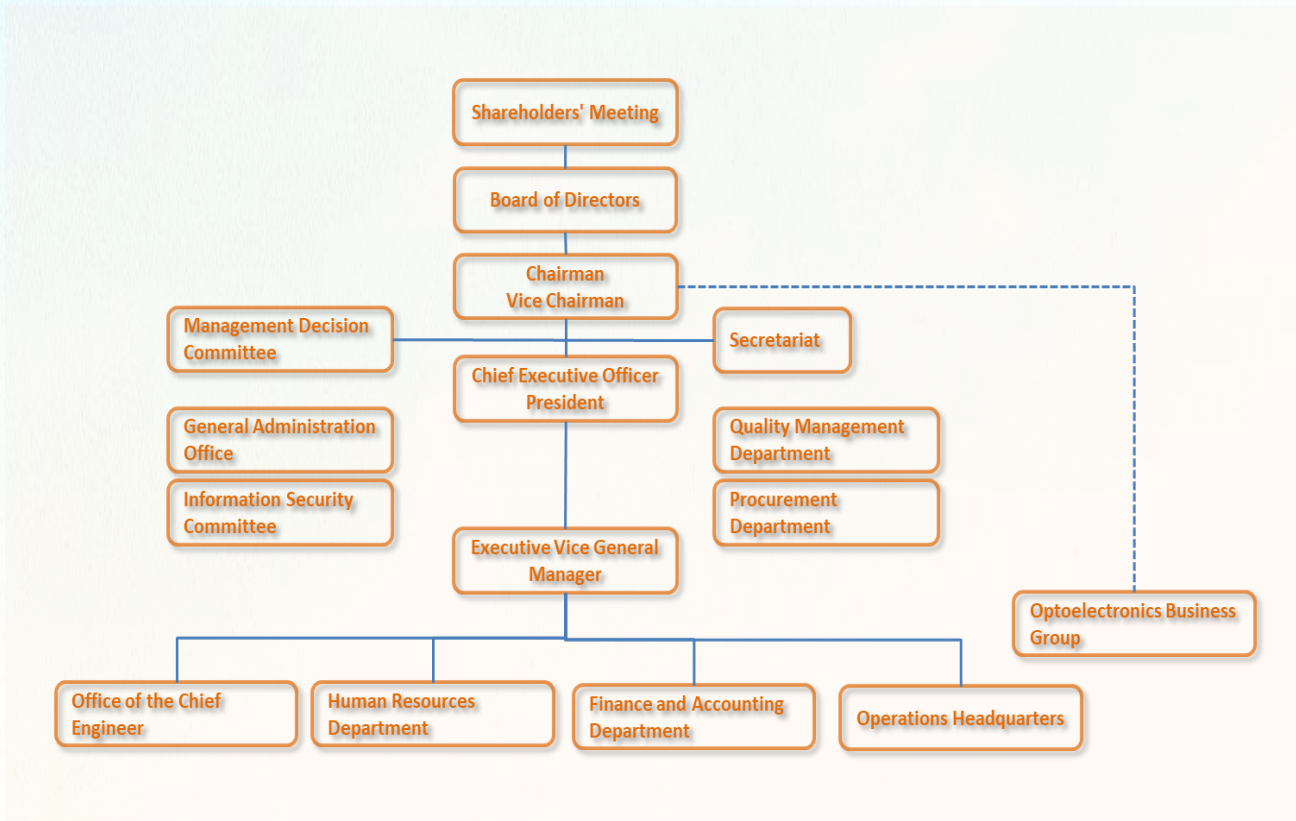 Shareholders' Meeting
Board of Directors
Chairman
Vice Chairman
Management Decision
Committee
Secretariat
Chief Executive Officer
President
General Administration
Office
Quality Management
Department
Information Security
Committee
Procurement
Department
Executive Vice General
Manager
Optoelectronics Business
Group
Office of the Chief
Engineer
Human Resources
Department
Finance and Accounting
Department
Operations Headquarters